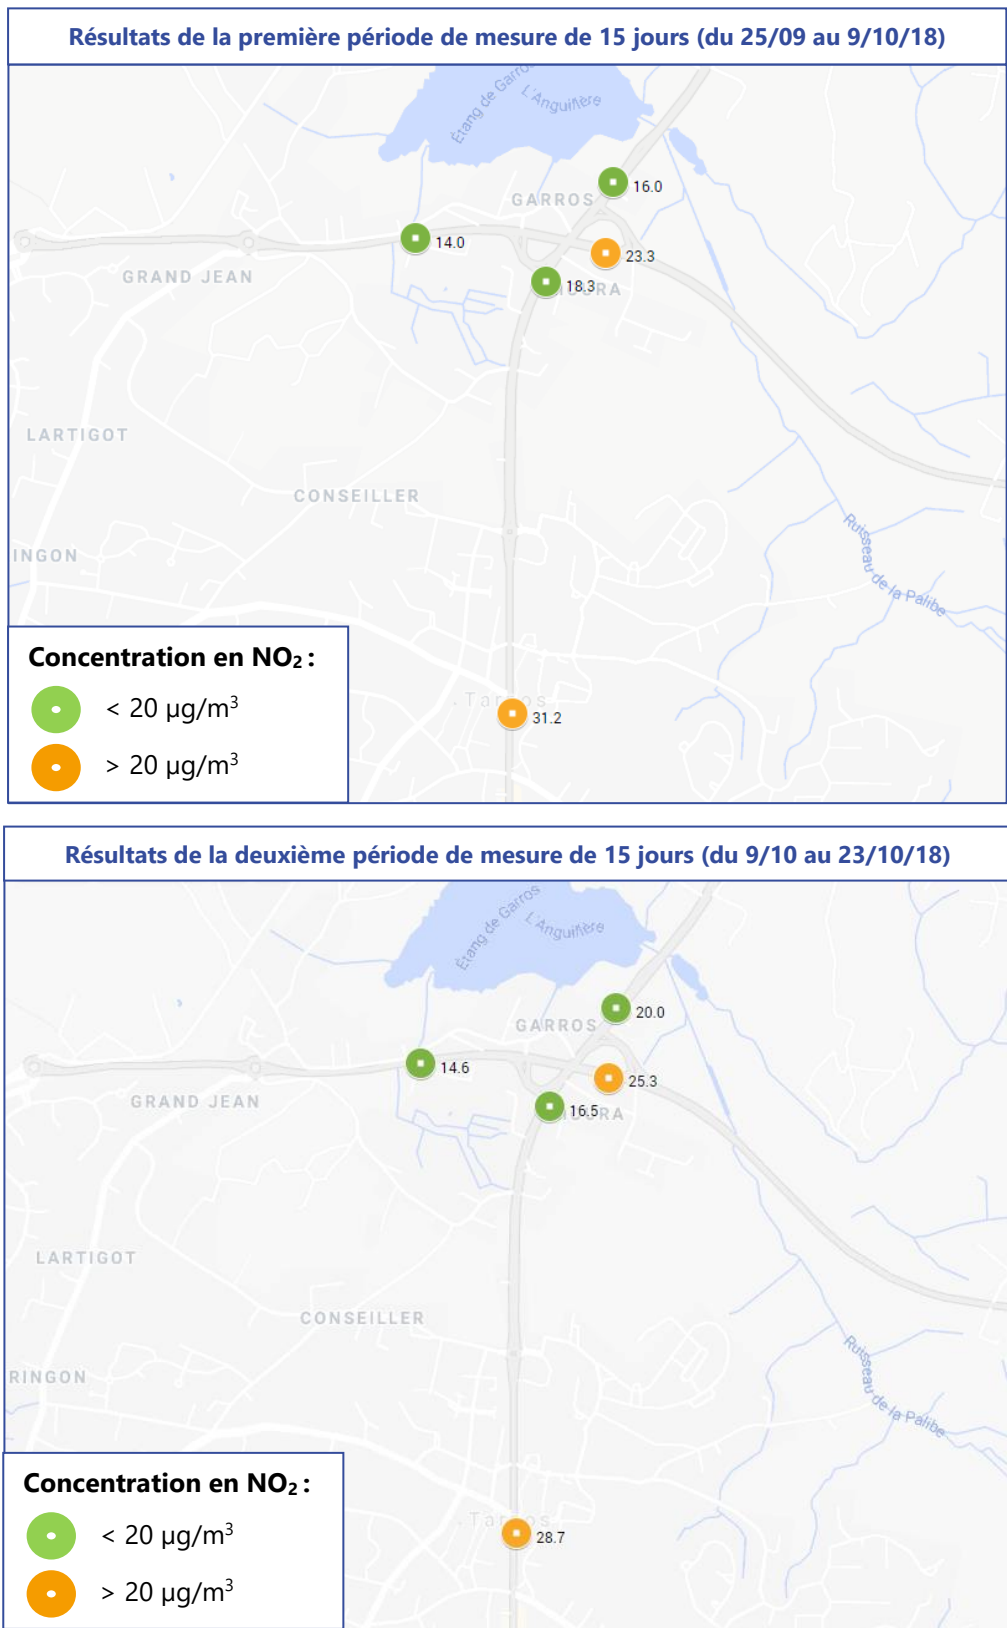 Résultats de la première période de mesure de 15 jours (du 25/09 au 9/10/18)
Étang de Garros
L'Anguillère
GARROS
16.0
14.0
23.3
GRAND JEAN
18.3
LARTIGOT
CONSEILLER
INGON
Ruisseau de la Palibe
Concentration en NO₂ :
< 20 µg/m³
> 20 µg/m³
31.2
Résultats de la deuxième période de mesure de 15 jours (du 9/10 au 23/10/18)
Étang de Garros
L'Anguillère
20.0
GARROS
14.6
25.3
GRAND JEAN
16.5
LARTIGOT
CONSEILLER
RINGON
Ruisseau de la Palibe
Concentration en NO₂ :
< 20 µg/m³
> 20 µg/m³
28.7